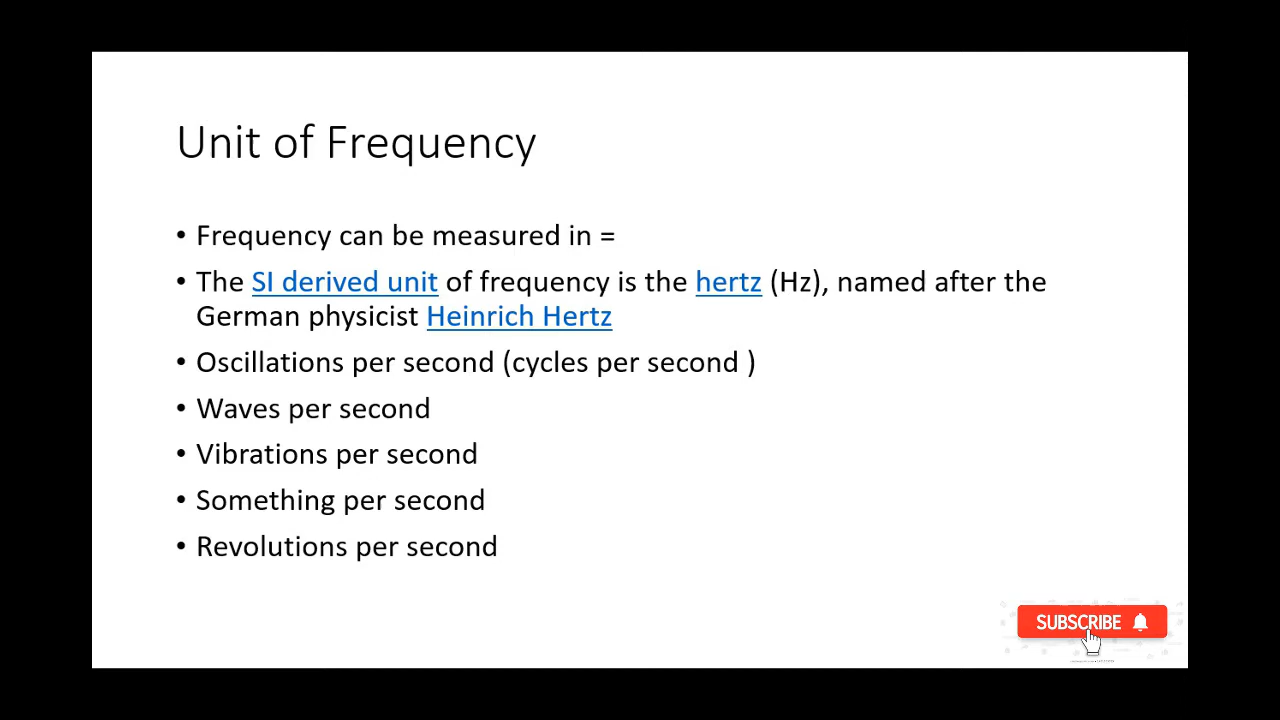 Unit of Frequency
• Frequency can be measured in =
• The SI derived unit of frequency is the hertz (Hz), named after the
German physicist Heinrich Hertz
• Oscillations per second (cycles per second )
• Waves per second
• Vibrations per second
• Something per second
• Revolutions per second
SUBSCRIBE